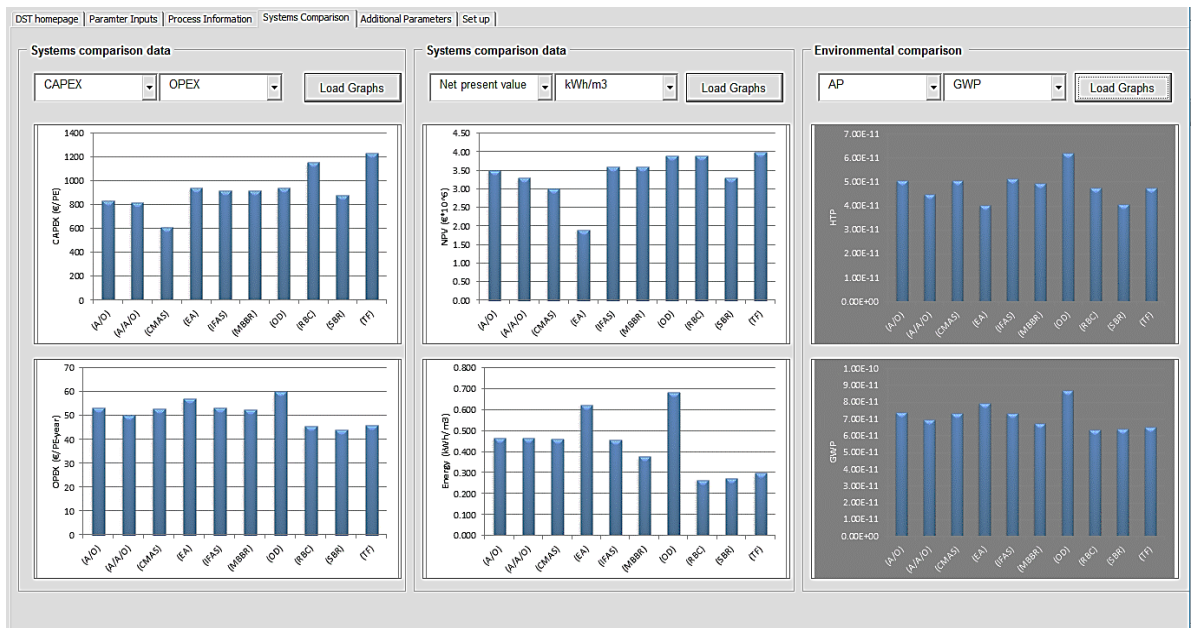 DST homepage Paramter Inputs Process Information Systems Comparison Additional Parameters Set up
Systems comparison data
CAPEX OPEX Load Graphs
1400
1200
1000
800
600
400
200
0
CAPEX (€/PE)
(A/O) (A/A/O) (CMAS) (EA) (IFAS) (MBBR) (OD) (RBC) (SBR) (TF)
70
60
50
40
30
20
10
0
OPEX (€/PE-year)
(A/O) (A/A/O) (CMAS) (EA) (IFAS) (MBBR) (OD) (RBC) (SBR) (TF)
Systems comparison data
Net present value kWh/m3 Load Graphs
4.50
4.00
3.50
3.00
2.50
2.00
1.50
1.00
0.50
0.00
NPV (€*10^6)
(A/O) (A/A/O) (CMAS) (EA) (IFAS) (MBBR) (OD) (RBC) (SBR) (TF)
0.800
0.700
0.600
0.500
0.400
0.300
0.200
0.100
0.000
Energy (kWh/m3)
(A/O) (A/A/O) (CMAS) (EA) (IFAS) (MBBR) (OD) (RBC) (SBR) (TF)
Environmental comparison
AP GWP Load Graphs
7.00E-11
6.00E-11
5.00E-11
4.00E-11
3.00E-11
2.00E-11
1.00E-11
0.00E+00
HTP
(A/O) (A/A/O) (CMAS) (EA) (IFAS) (MBBR) (OD) (RBC) (SBR) (TF)
1.00E-10
9.00E-11
8.00E-11
7.00E-11
6.00E-11
5.00E-11
4.00E-11
3.00E-11
2.00E-11
1.00E-11
0.00E+00
GWP
(A/O) (A/A/O) (CMAS) (EA) (IFAS) (MBBR) (OD) (RBC) (SBR) (TF)